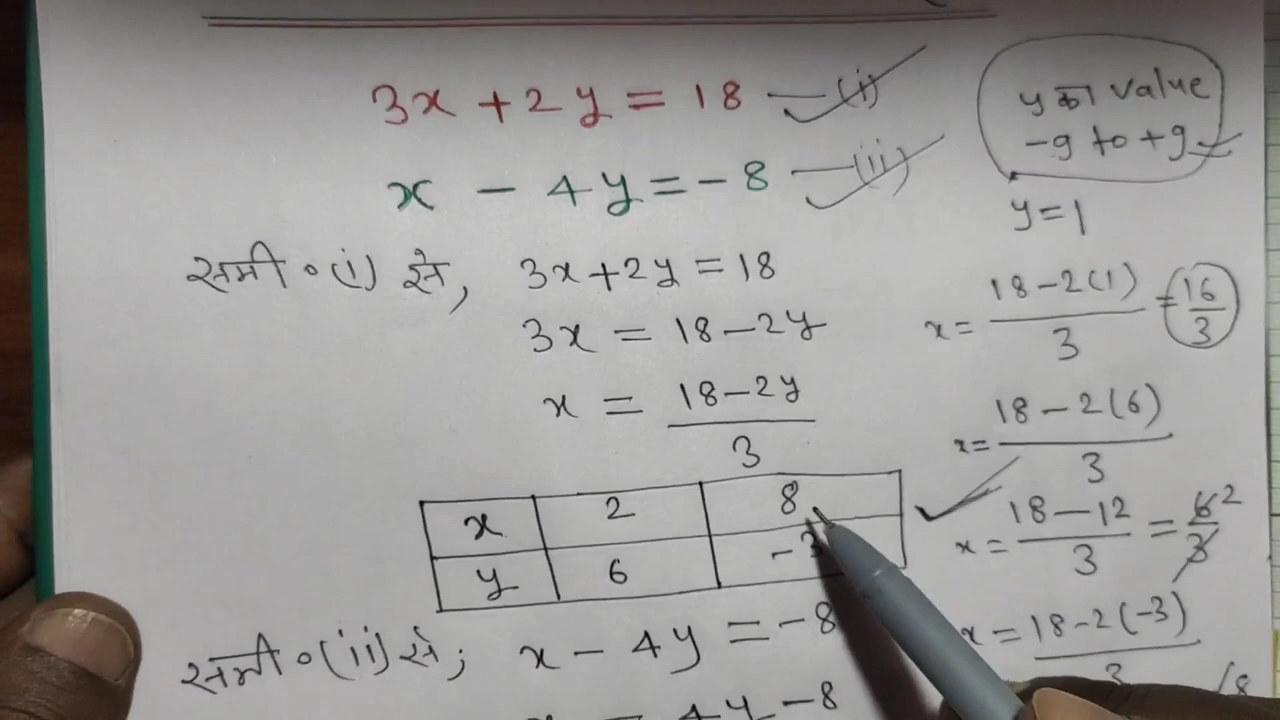 3x + 2y = 18 — (i)
x - 4y = -8 — (ii)
समी॰ (i) से, 3x + 2y = 18
3x = 18 - 2y
x = 18 - 2y / 3
x 2 8
y 6 -3
समी॰ (ii) से, x - 4y = -8
4y - 8
y का value
-9 to +9
y = 1
x = 18 - 2(1) / 3 = 16/3
x = 18 - 2(6) / 3
x = 18 - 12 / 3 = 6/3 2
x = 18 - 2(-3) / 3